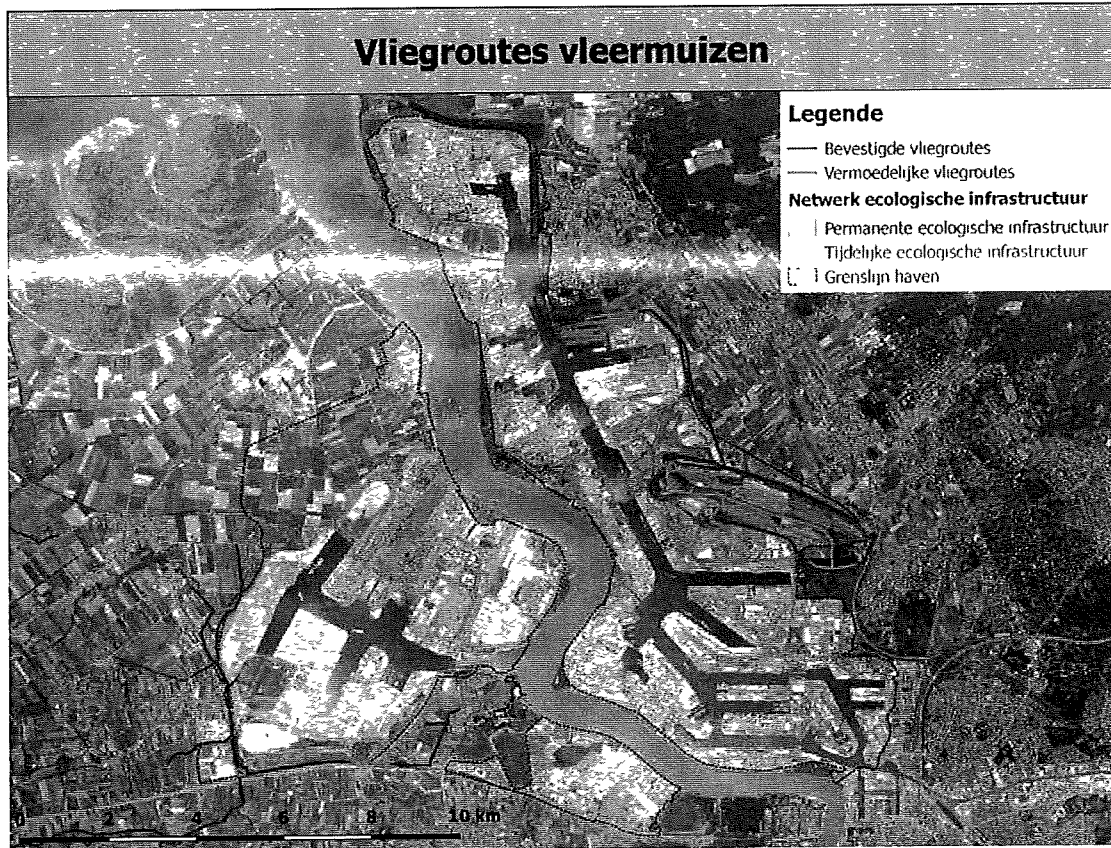 Vliegroutes vleermuizen
Legende
Bevestigde vliegroutes
Vermoedelijke vliegroutes
Netwerk ecologische infrastructuur
Permanente ecologische infrastructuur
Tijdelijke ecologische infrastructuur
Grenslijn haven
0 2 4 6 8 10 km